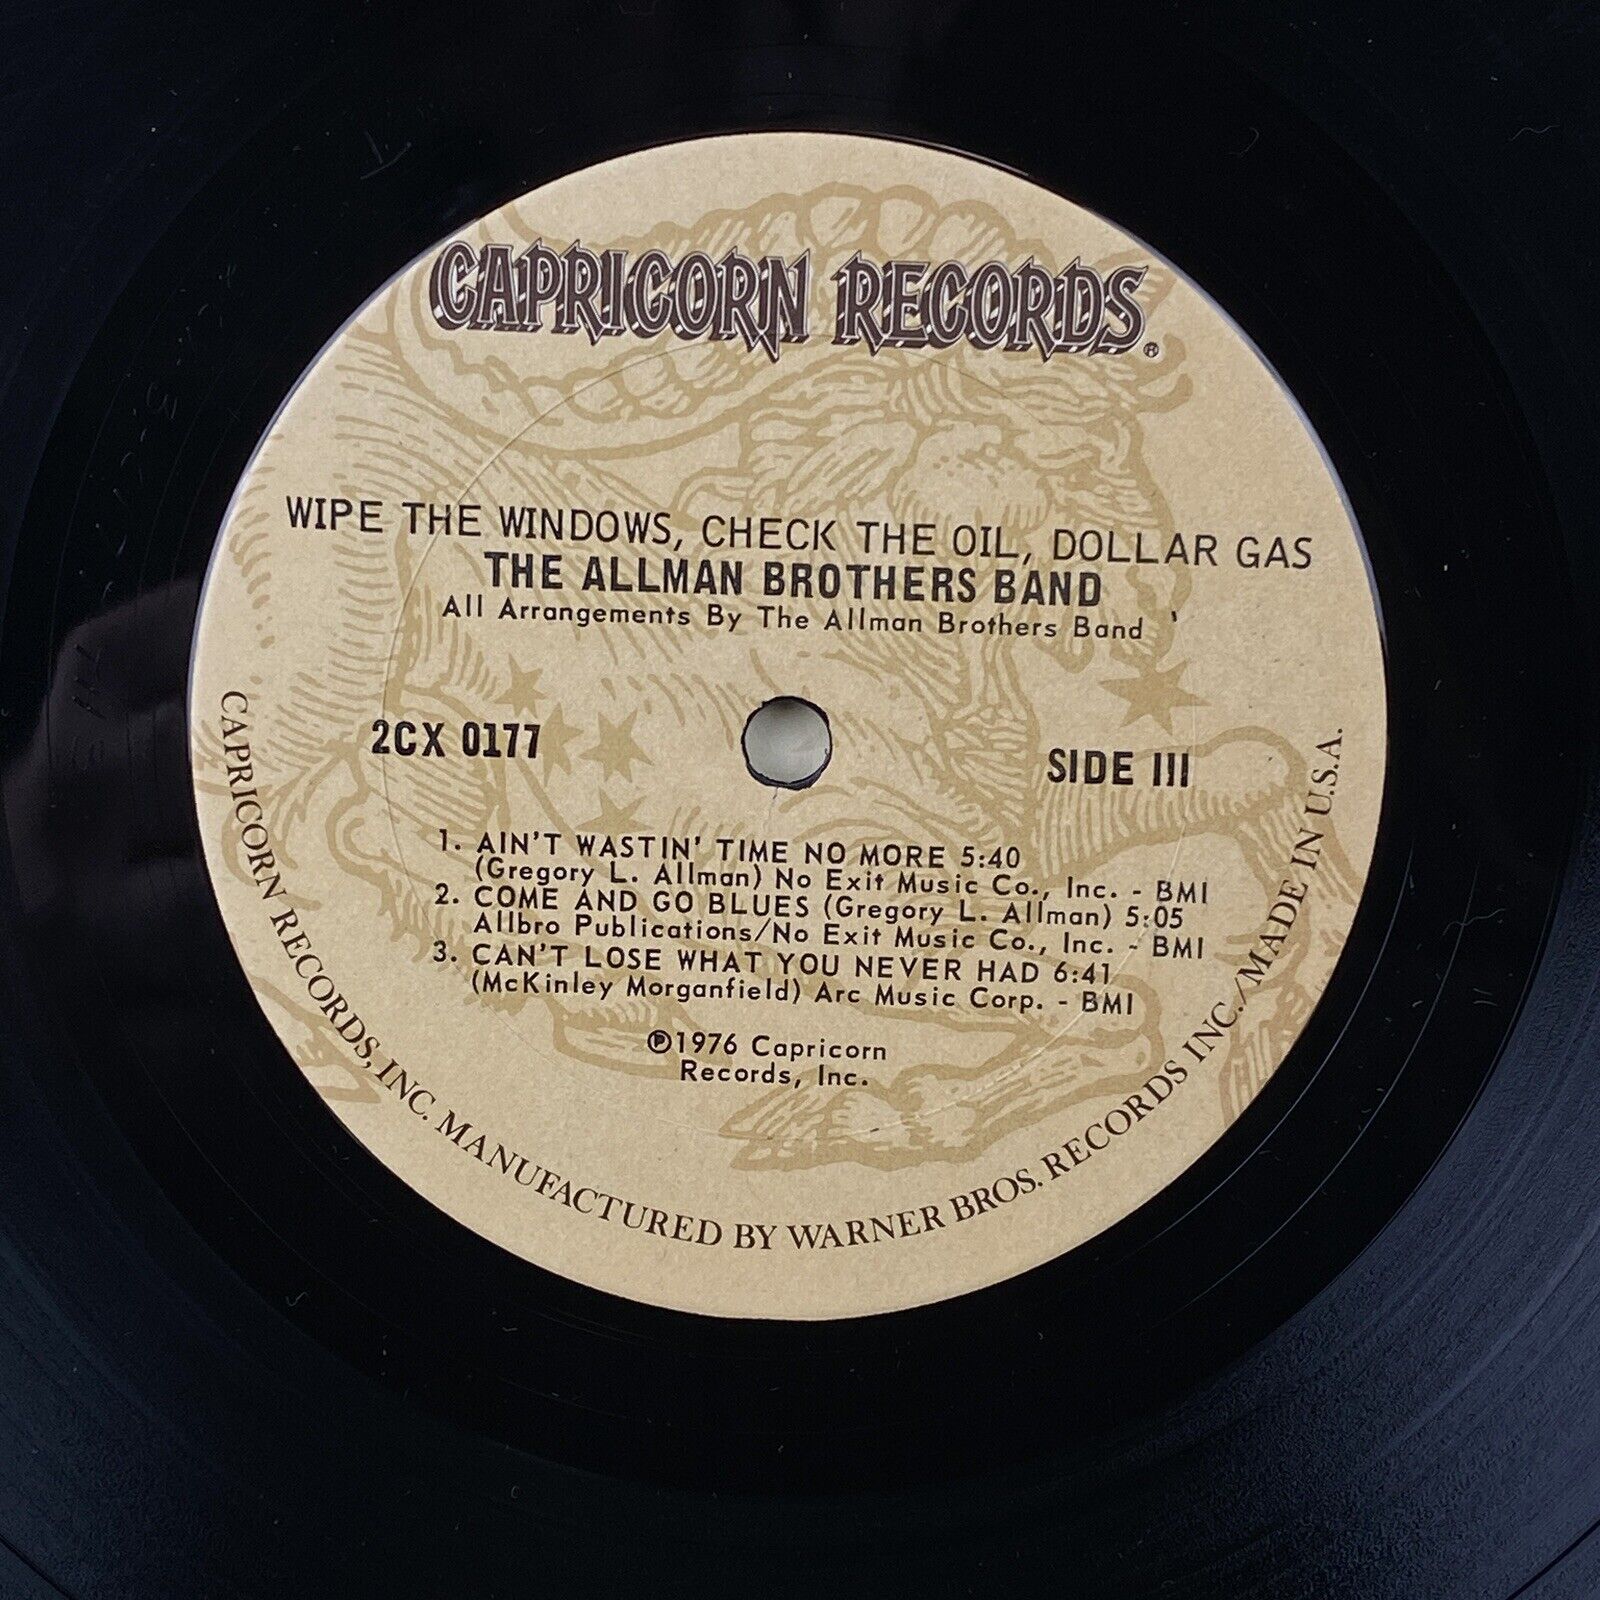 CAPRICORN RECORDS®
WIPE THE WINDOWS, CHECK THE OIL, DOLLAR GAS
THE ALLMAN BROTHERS BAND
All Arrangements By The Allman Brothers Band
2CX 0177
SIDE III
1. AIN'T WASTIN' TIME NO MORE 5:40
(Gregory L. Allman) No Exit Music Co., Inc. - BMI
2. COME AND GO BLUES (Gregory L. Allman) 5:05
Allbro Publications/No Exit Music Co., Inc. - BMI
3. CAN'T LOSE WHAT YOU NEVER HAD 6:41
(McKinley Morganfield) Arc Music Corp. - BMI
℗1976 Capricorn
Records, Inc.
CAPRICORN RECORDS, INC. MANUFACTURED BY WARNER BROS. RECORDS INC./MADE IN U.S.A.